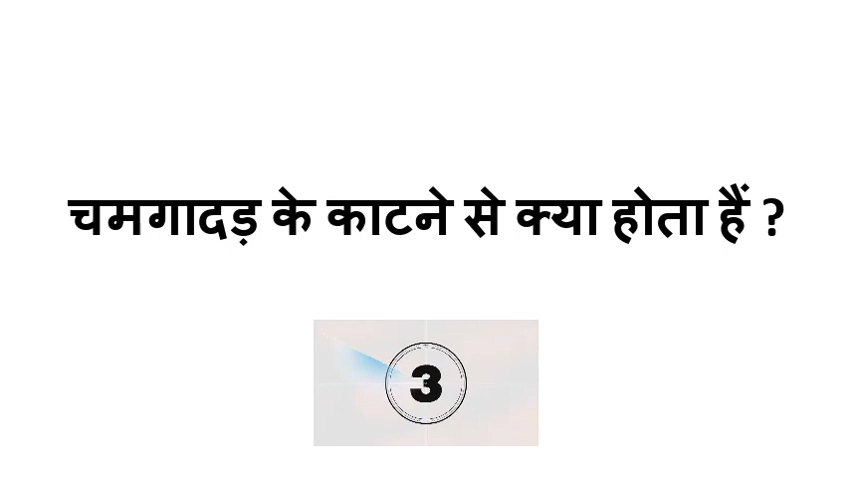 चमगादड़ के काटने से क्या होता हैं ?
3